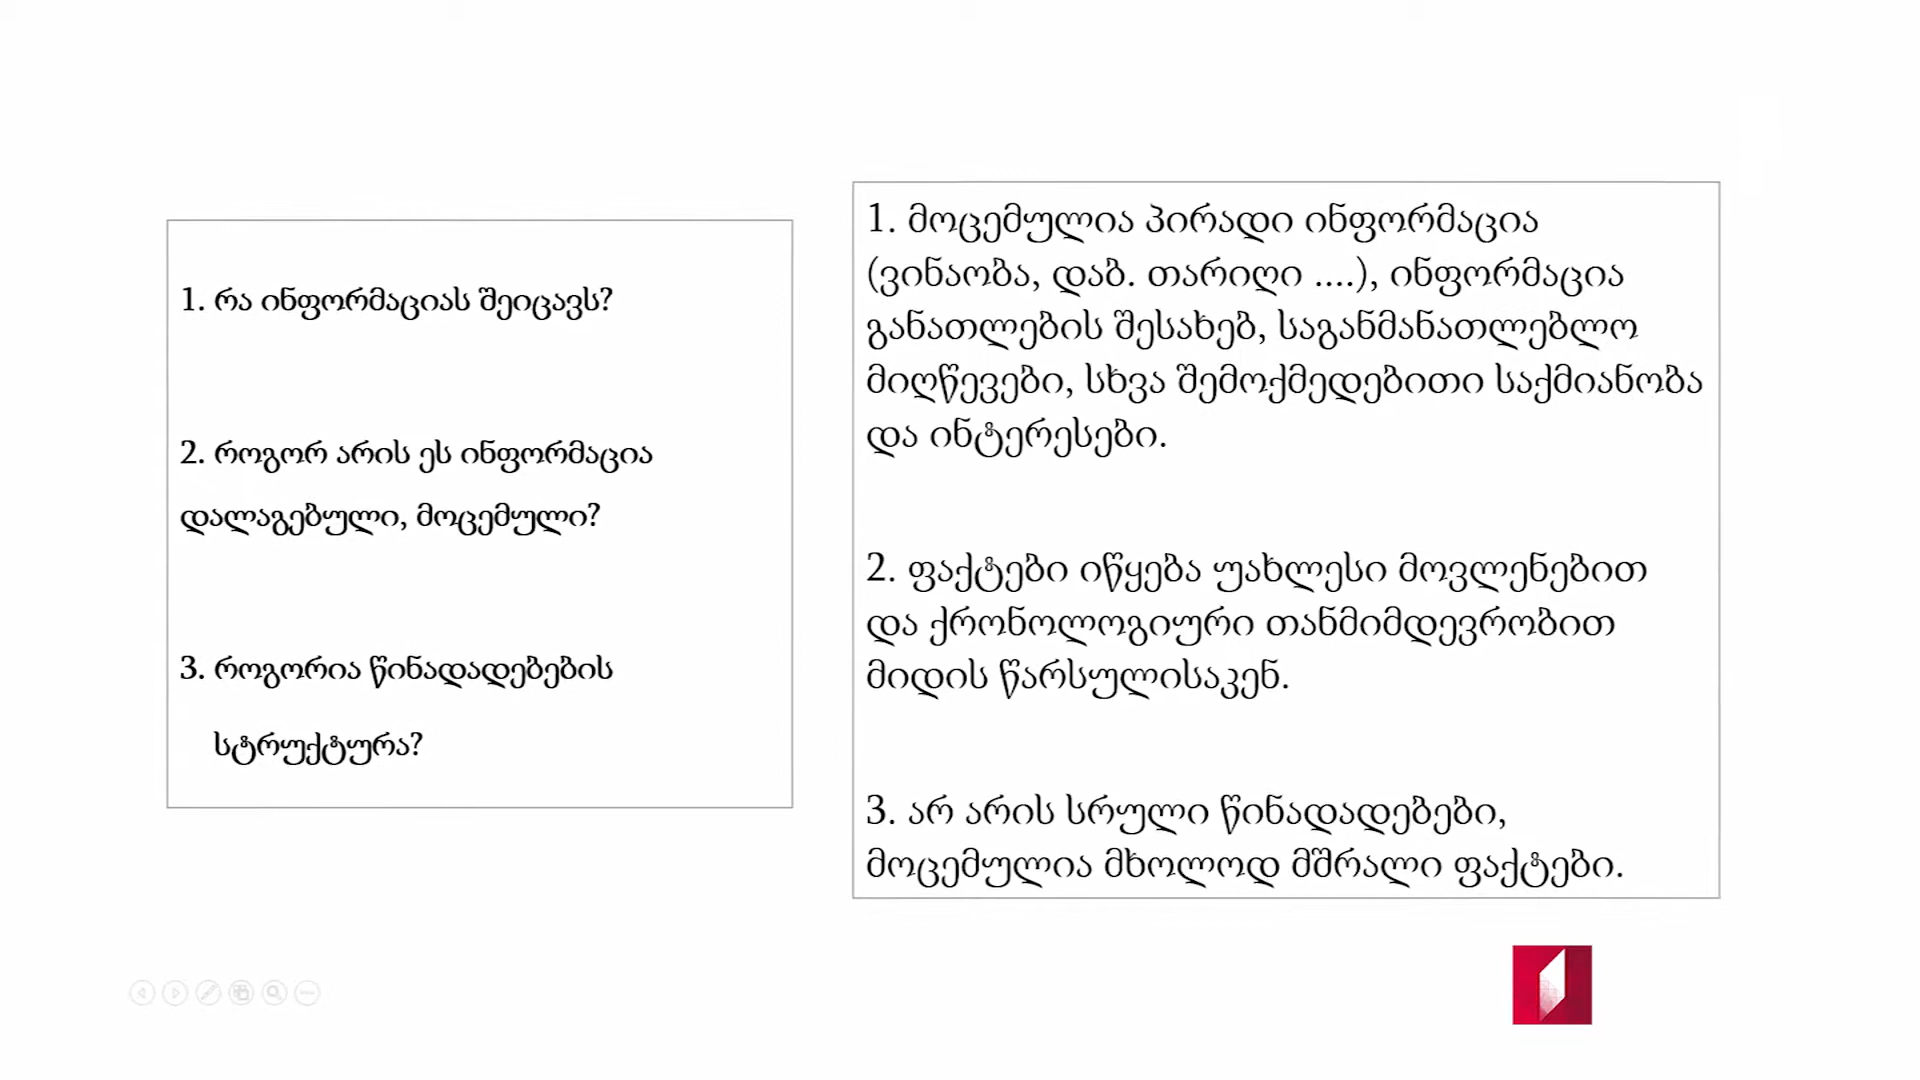 1. რა ინფორმაციას შეიცავს?
2. როგორ არის ეს ინფორმაცია
დალაგებული, მოცემული?
3. როგორია წინადადებების
სტრუქტურა?
1. მოცემულია პირადი ინფორმაცია
(ვინაობა, დაბ. თარიღი ....), ინფორმაცია
განათლების შესახებ, საგანმანათლებლო
მიღწევები, სხვა შემოქმედებითი საქმიანობა
და ინტერესები.
2. ფაქტები იწყება უახლესი მოვლენებით
და ქრონოლოგიური თანმიმდევრობით
მიდის წარსულისაკენ.
3. არ არის სრული წინადადებები,
მოცემულია მხოლოდ მშრალი ფაქტები.